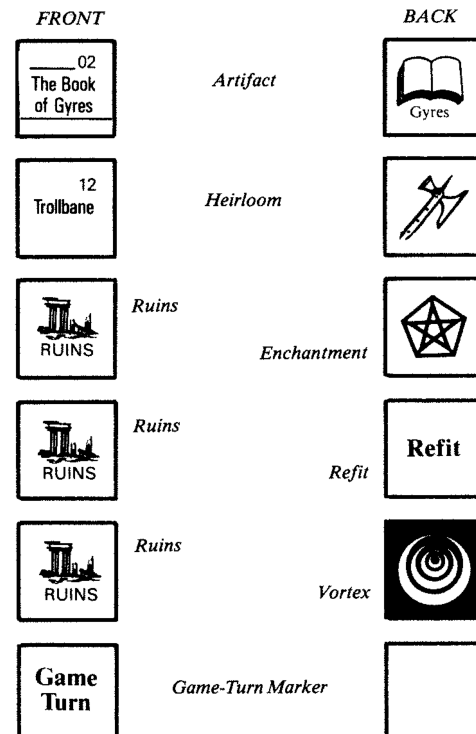 FRONT
BACK
_____02
The Book
of Gyres
Artifact
Gyres
12
Trollbane
Heirloom
RUINS
Ruins
Enchantment
RUINS
Ruins
Refit
Refit
RUINS
Ruins
Vortex
Game
Turn
Game-Turn Marker